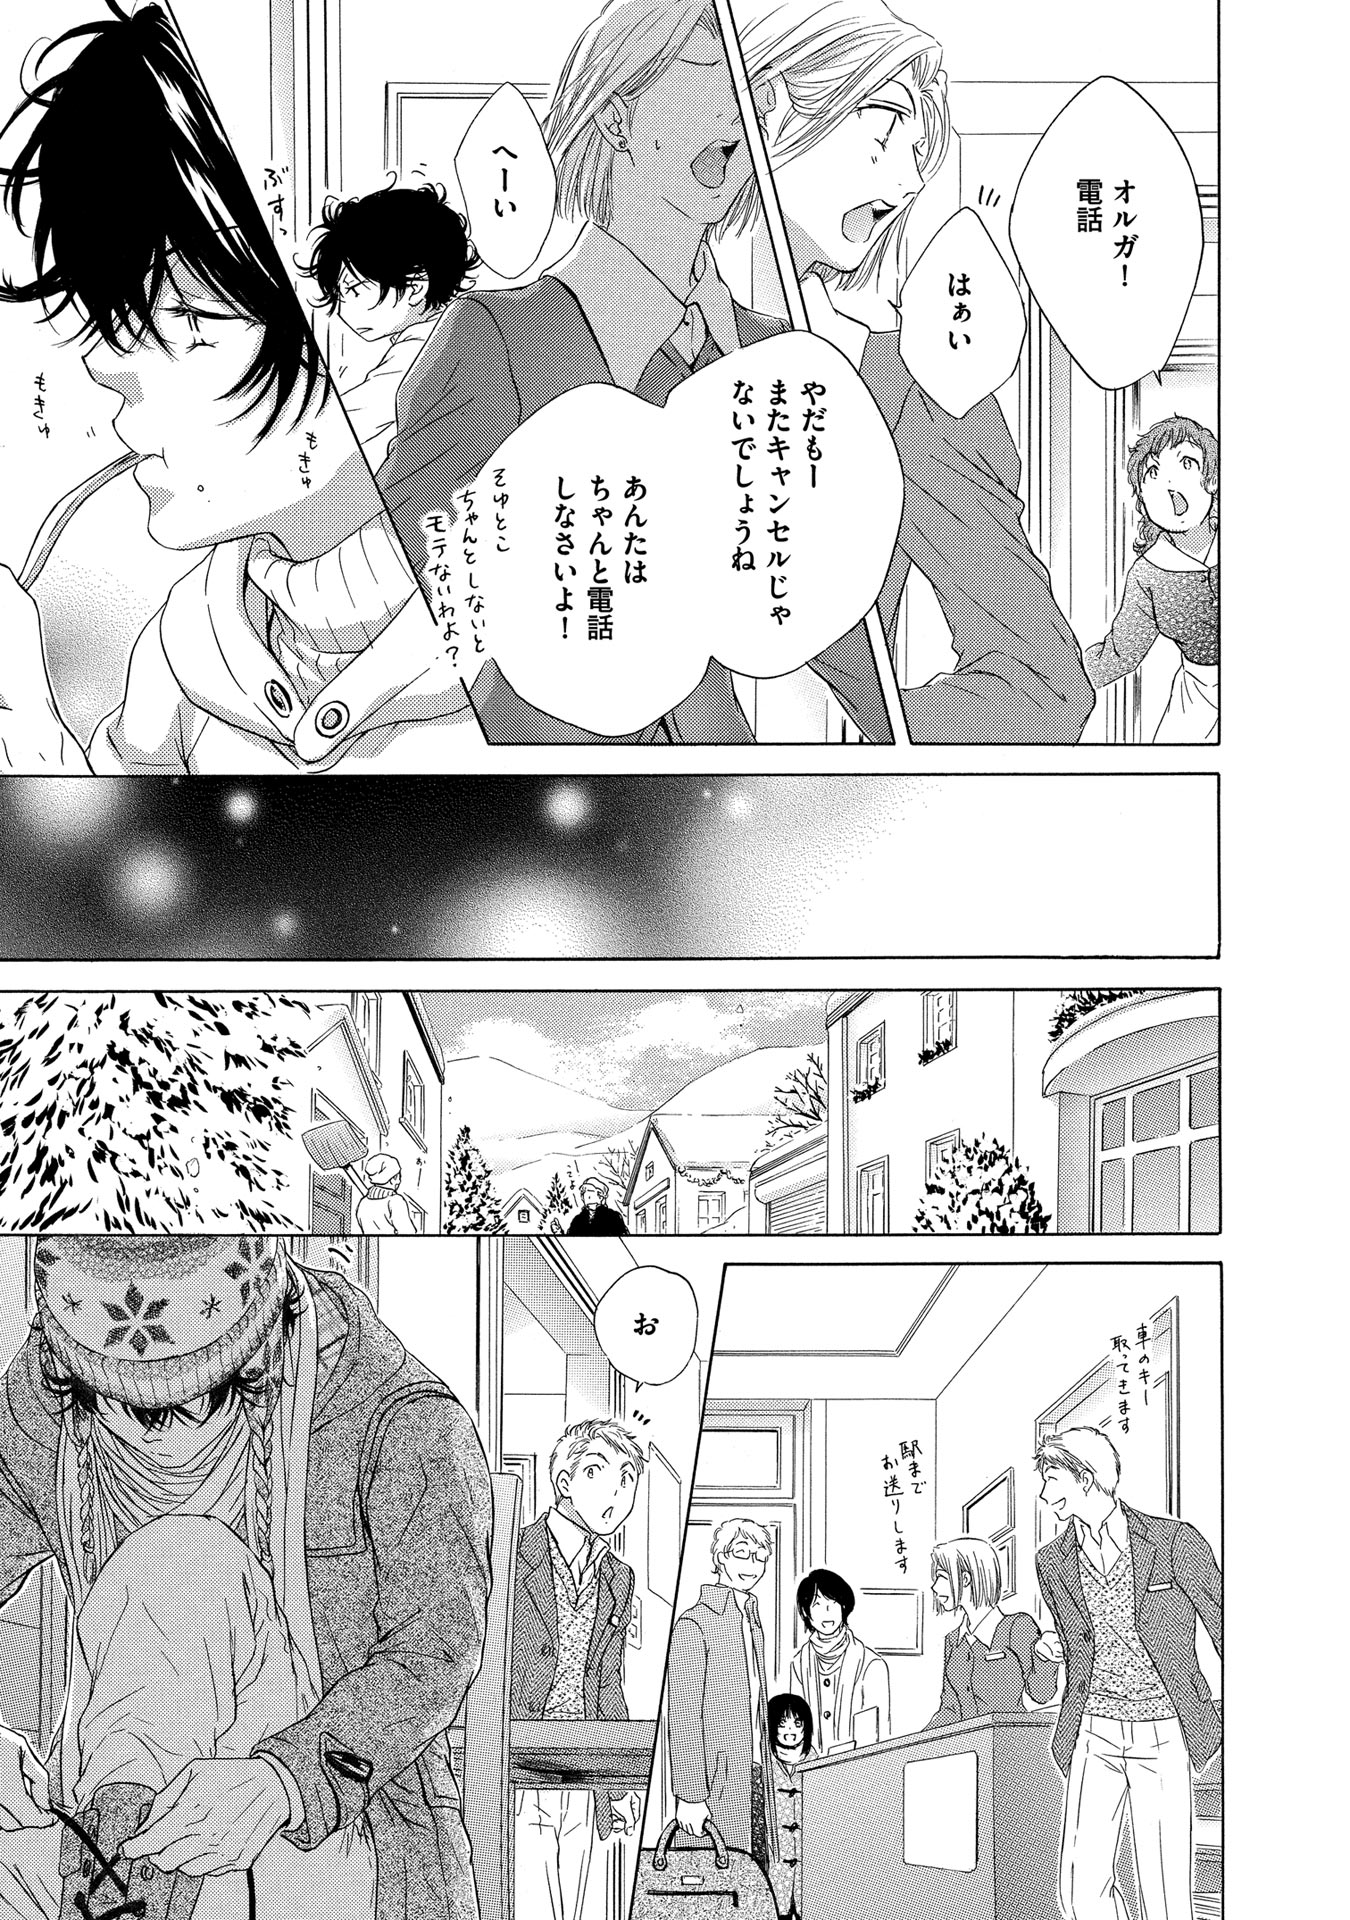 オルガ！
電話
はぁい
やだもー
またキャンセルじゃ
ないでしょうね
あんたは
ちゃんと電話
しなさいよ！
そゆとこ
ちゃんとしないと
モテないわよ？
へーい
ぶすっ
もきゅ
もきゅ
車のキー
取ってきます
駅まで
お送りします
お